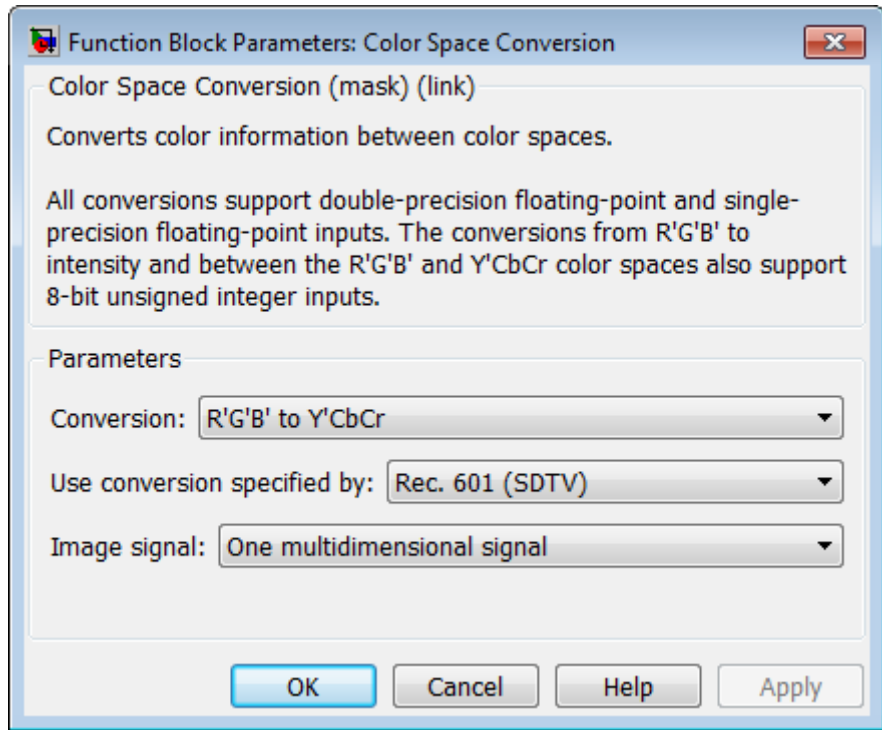 Function Block Parameters: Color Space Conversion
Color Space Conversion (mask) (link)
Converts color information between color spaces.
All conversions support double-precision floating-point and single-
precision floating-point inputs. The conversions from R'G'B' to
intensity and between the R'G'B' and Y'CbCr color spaces also support
8-bit unsigned integer inputs.
Parameters
Conversion: R'G'B' to Y'CbCr
Use conversion specified by: Rec. 601 (SDTV)
Image signal: One multidimensional signal
OK Cancel Help Apply